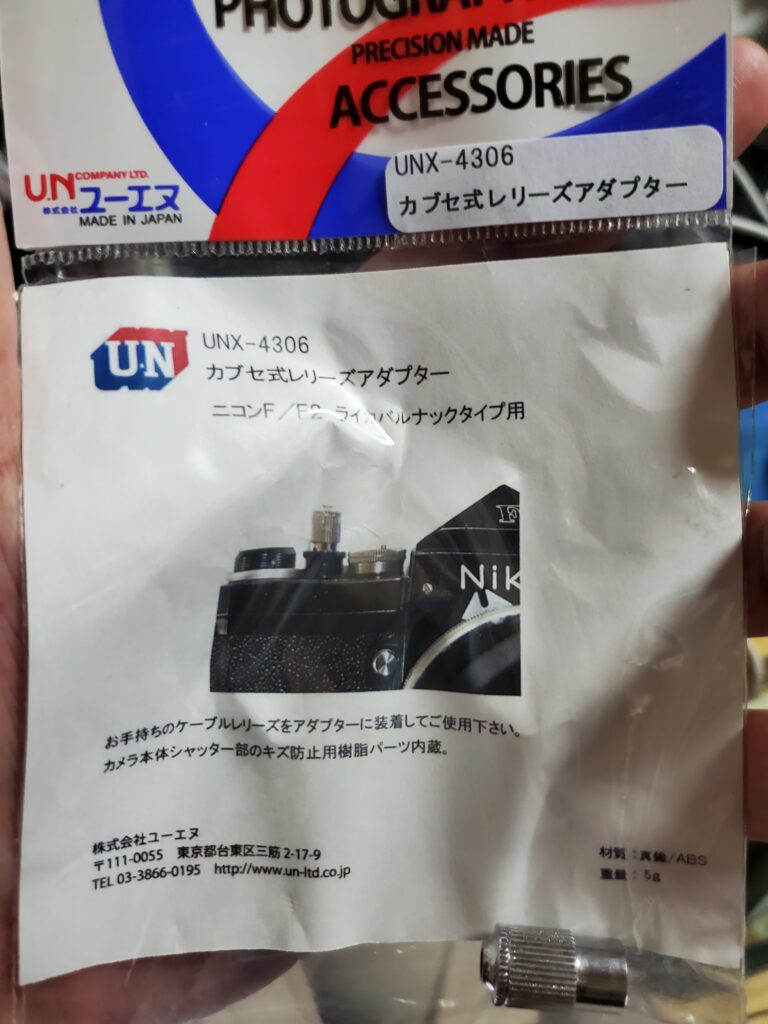 PHOTOGRAPH
PRECISION MADE
ACCESSORIES
UNX-4306
カブセ式レリーズアダプター
U.N COMPANY LTD.
株式会社 ユーエヌ
MADE IN JAPAN
U.N
UNX-4306
カブセ式レリーズアダプター
ニコンF/F2 ライカバルナックタイプ用
F
Nik
お手持ちのケーブルレリーズをアダプターに装着してご使用下さい。
カメラ本体シャッター部のキズ防止用樹脂パーツ内蔵。
株式会社ユーエヌ
〒111-0055 東京都台東区三筋 2-17-9
TEL 03-3866-0195 http://www.un-ltd.co.jp
材質:真鍮/ABS
重量:5g